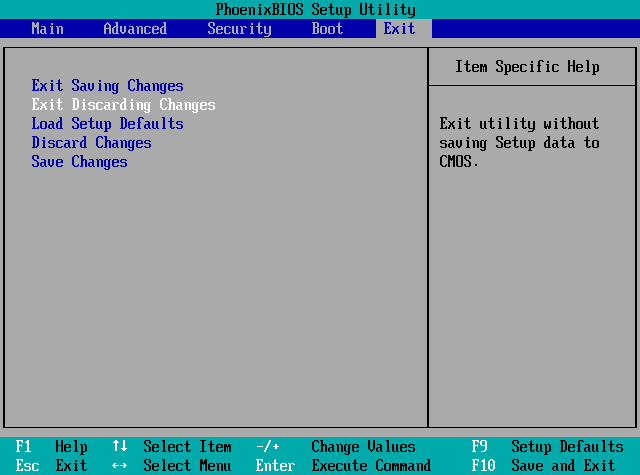 PhoenixBIOS Setup Utility
Main Advanced Security Boot Exit
Item Specific Help
Exit Saving Changes
Exit Discarding Changes
Load Setup Defaults
Discard Changes
Save Changes
Exit utility without
saving Setup data to
CMOS.
F1 Help ↑↓ Select Item -/+ Change Values F9 Setup Defaults
Esc Exit ↔ Select Menu Enter Execute Command F10 Save and Exit